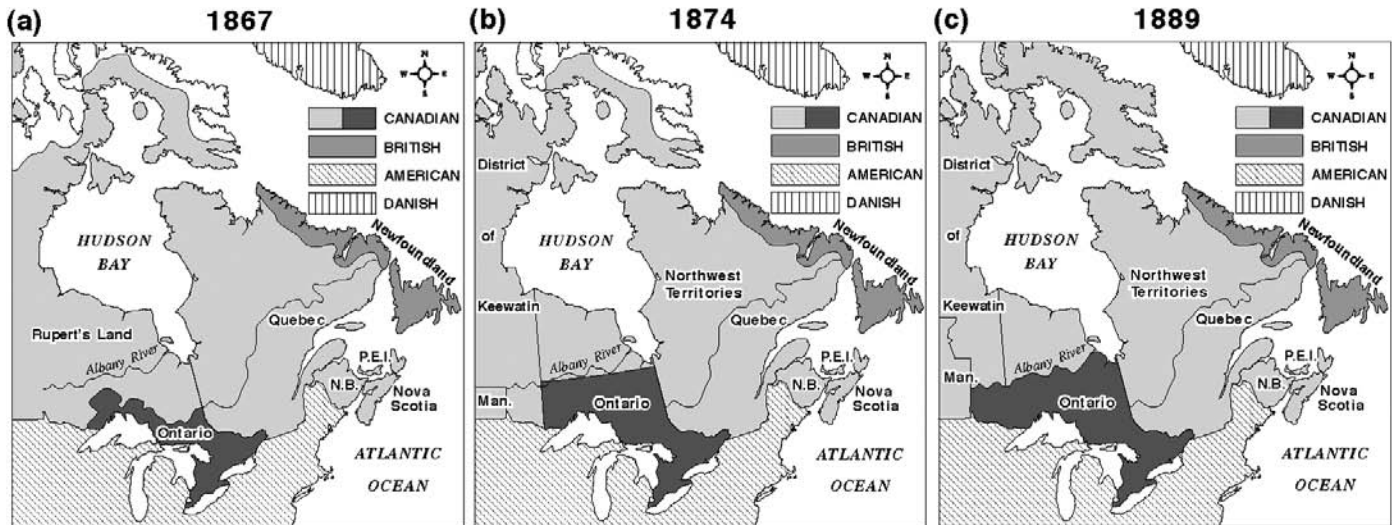 (a) 1867
N
W E
S
CANADIAN
BRITISH
AMERICAN
DANISH
HUDSON
BAY
Newfoundland
Rupert's Land
Quebec
Albany River
P.E.I.
N.B.
Nova
Scotia
Ontario
ATLANTIC
OCEAN
(b) 1874
N
W E
S
CANADIAN
BRITISH
AMERICAN
DANISH
District
of
Keewatin
HUDSON
BAY
Newfoundland
Northwest
Territories
Quebec
Albany River
P.E.I.
N.B.
Man.
Nova
Scotia
Ontario
ATLANTIC
OCEAN
(c) 1889
N
W E
S
CANADIAN
BRITISH
AMERICAN
DANISH
District
of
Keewatin
HUDSON
BAY
Newfoundland
Northwest
Territories
Quebec
Albany River
P.E.I.
N.B.
Man.
Nova
Scotia
Ontario
ATLANTIC
OCEAN